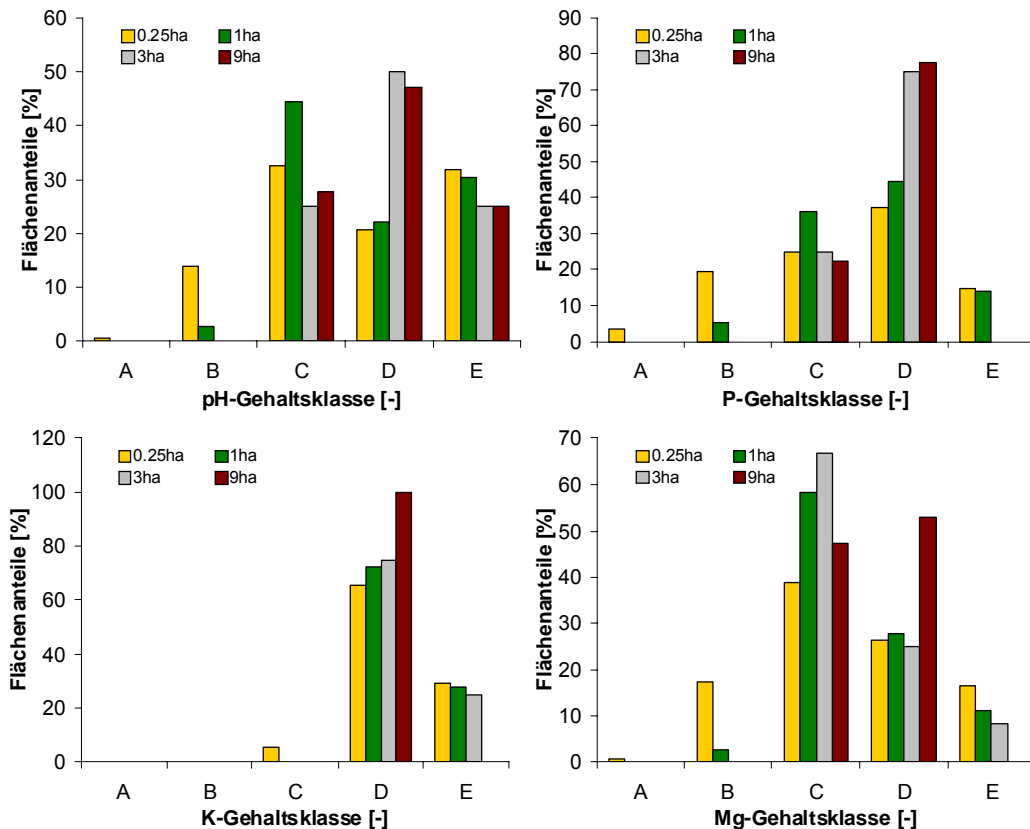 60
50
40
30
20
10
0
Flächenanteile [%]
0.25ha 1ha
3ha 9ha
A B C D E
pH-Gehaltsklasse [-]
90
80
70
60
50
40
30
20
10
0
Flächenanteile [%]
0.25ha 1ha
3ha 9ha
A B C D E
P-Gehaltsklasse [-]
120
100
80
60
40
20
0
Flächenanteile [%]
0.25ha 1ha
3ha 9ha
A B C D E
K-Gehaltsklasse [-]
70
60
50
40
30
20
10
0
Flächenanteile [%]
0.25ha 1ha
3ha 9ha
A B C D E
Mg-Gehaltsklasse [-]